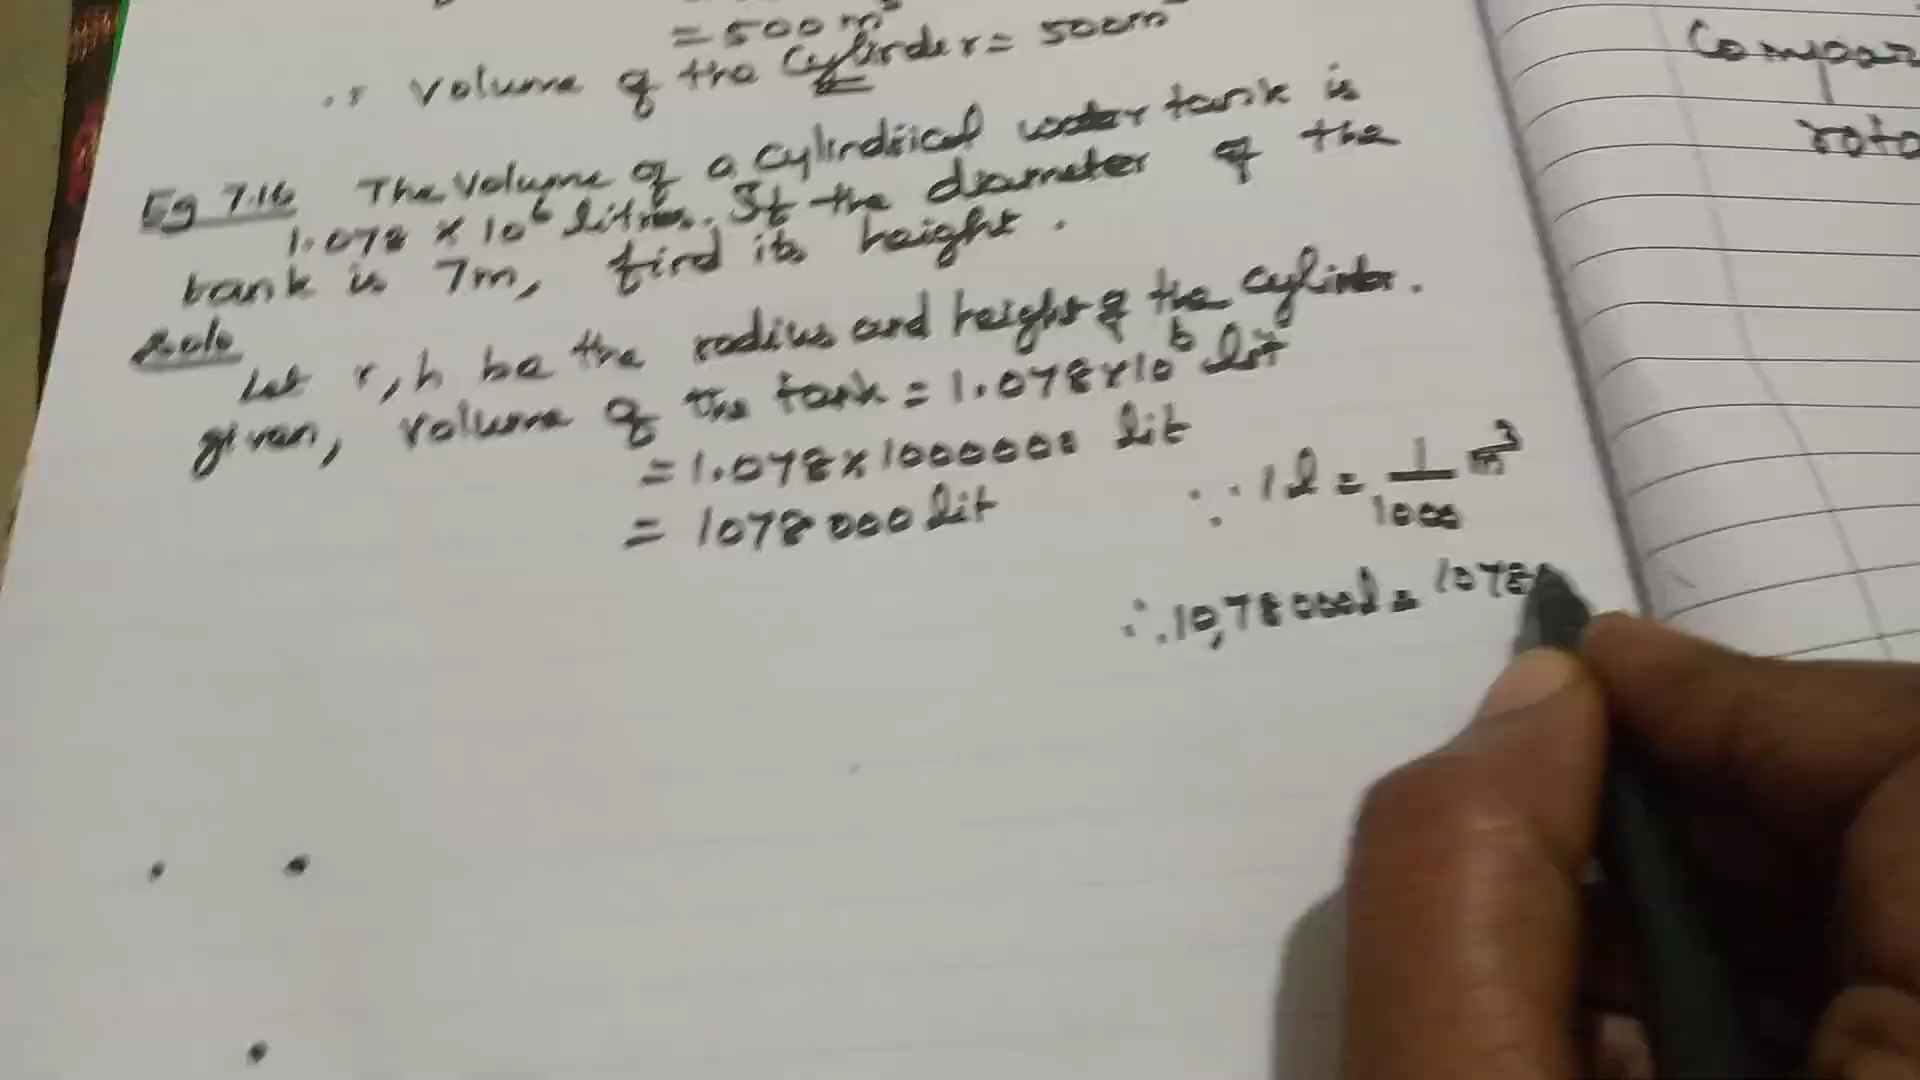 = 500 m³
∴ Volume of the Cylinder = 500m
Eg 7.16 The Volume of a Cylindrical water tank is
1.078 × 10⁶ litres. If the diameter of the
tank is 7m, find its height.
Soln
Let r, h be the radius and height of the cylinder.
given, volume of the tank = 1.078×10⁶ lit
= 1.078 × 1000000 lit
= 1078000 lit
∵ 1l = 1/1000 m³
∴ 10,78000l = 1078
Compar
rota